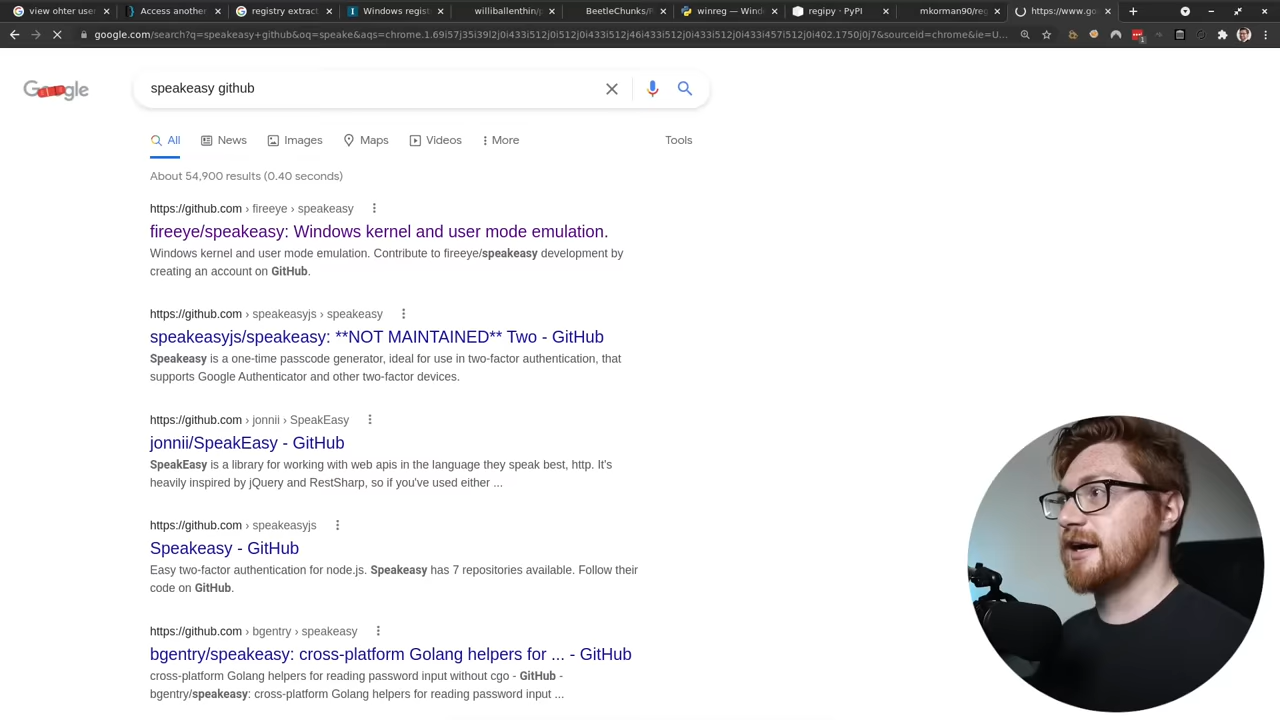 view ohter user
Access another
registry extract
Windows regist
williballenthin/p
BeetleChunks/R
winreg — Wind
regipy · PyPI
mkorman90/reg
https://www.go
google.com/search?q=speakeasy+github&oq=speake&aqs=chrome.1.69i57j35i39l2j0i433i512j0i512j0i433i512j46i433i512j0i433i512j0i433i457i512j0i402.1750j0j7&sourceid=chrome&ie=U...
Google
speakeasy github
All News Images Maps Videos More Tools
About 54,900 results (0.40 seconds)
https://github.com › fireeye › speakeasy
fireeye/speakeasy: Windows kernel and user mode emulation.
Windows kernel and user mode emulation. Contribute to fireeye/speakeasy development by
creating an account on GitHub.
https://github.com › speakeasyjs › speakeasy
speakeasyjs/speakeasy: **NOT MAINTAINED** Two - GitHub
Speakeasy is a one-time passcode generator, ideal for use in two-factor authentication, that
supports Google Authenticator and other two-factor devices.
https://github.com › jonnii › SpeakEasy
jonnii/SpeakEasy - GitHub
SpeakEasy is a library for working with web apis in the language they speak best, http. It's
heavily inspired by jQuery and RestSharp, so if you've used either ...
https://github.com › speakeasyjs
Speakeasy - GitHub
Easy two-factor authentication for node.js. Speakeasy has 7 repositories available. Follow their
code on GitHub.
https://github.com › bgentry › speakeasy
bgentry/speakeasy: cross-platform Golang helpers for ... - GitHub
cross-platform Golang helpers for reading password input without cgo - GitHub -
bgentry/speakeasy: cross-platform Golang helpers for reading password input ...